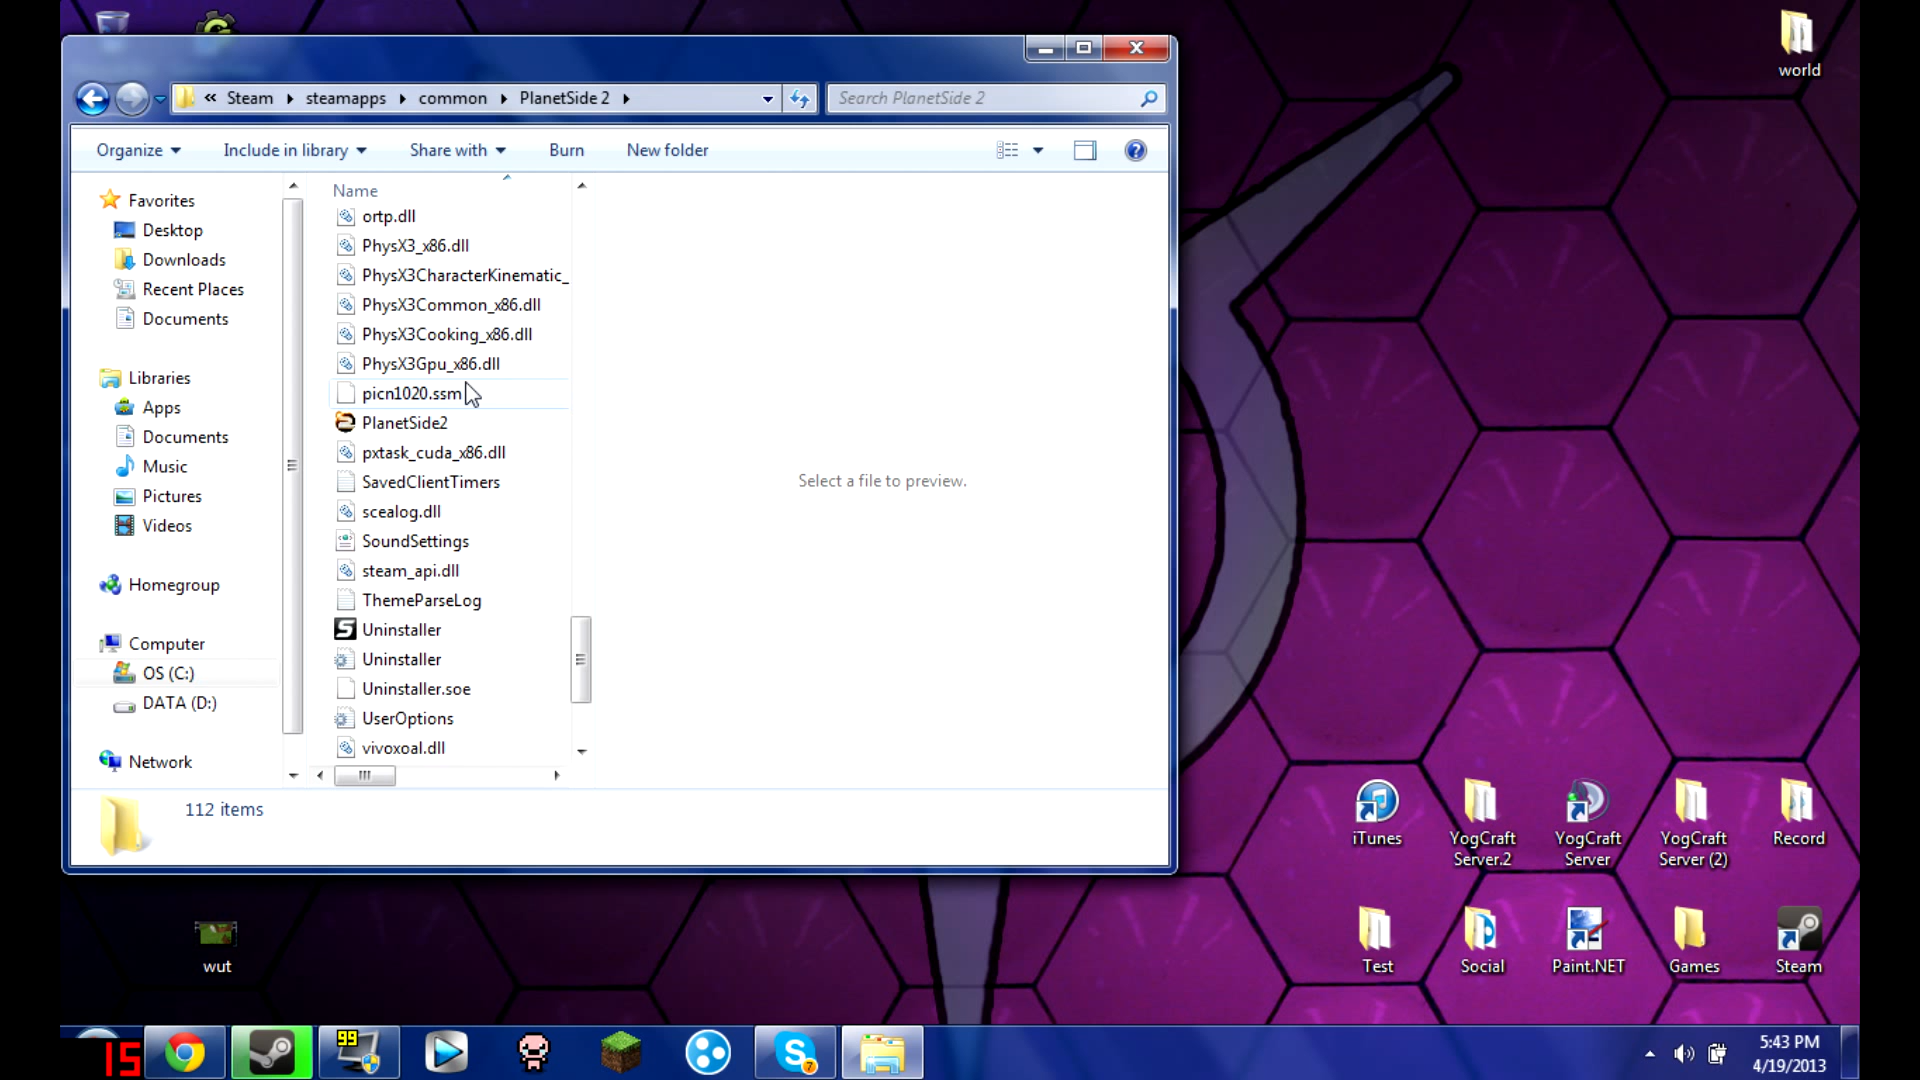 world
« Steam ▸ steamapps ▸ common ▸ PlanetSide 2 ▸
Search PlanetSide 2
Organize
Include in library
Share with
Burn
New folder
Favorites
Desktop
Downloads
Recent Places
Documents
Libraries
Apps
Documents
Music
Pictures
Videos
Homegroup
Computer
OS (C:)
DATA (D:)
Network
Name
ortp.dll
PhysX3_x86.dll
PhysX3CharacterKinematic_
PhysX3Common_x86.dll
PhysX3Cooking_x86.dll
PhysX3Gpu_x86.dll
picn1020.ssm
PlanetSide2
pxtask_cuda_x86.dll
SavedClientTimers
scealog.dll
SoundSettings
steam_api.dll
ThemeParseLog
Uninstaller
Uninstaller
Uninstaller.soe
UserOptions
vivoxoal.dll
Select a file to preview.
112 items
iTunes
YogCraft
Server.2
YogCraft
Server
YogCraft
Server (2)
Record
wut
Test
Social
Paint.NET
Games
Steam
15
99
7
5:43 PM
4/19/2013